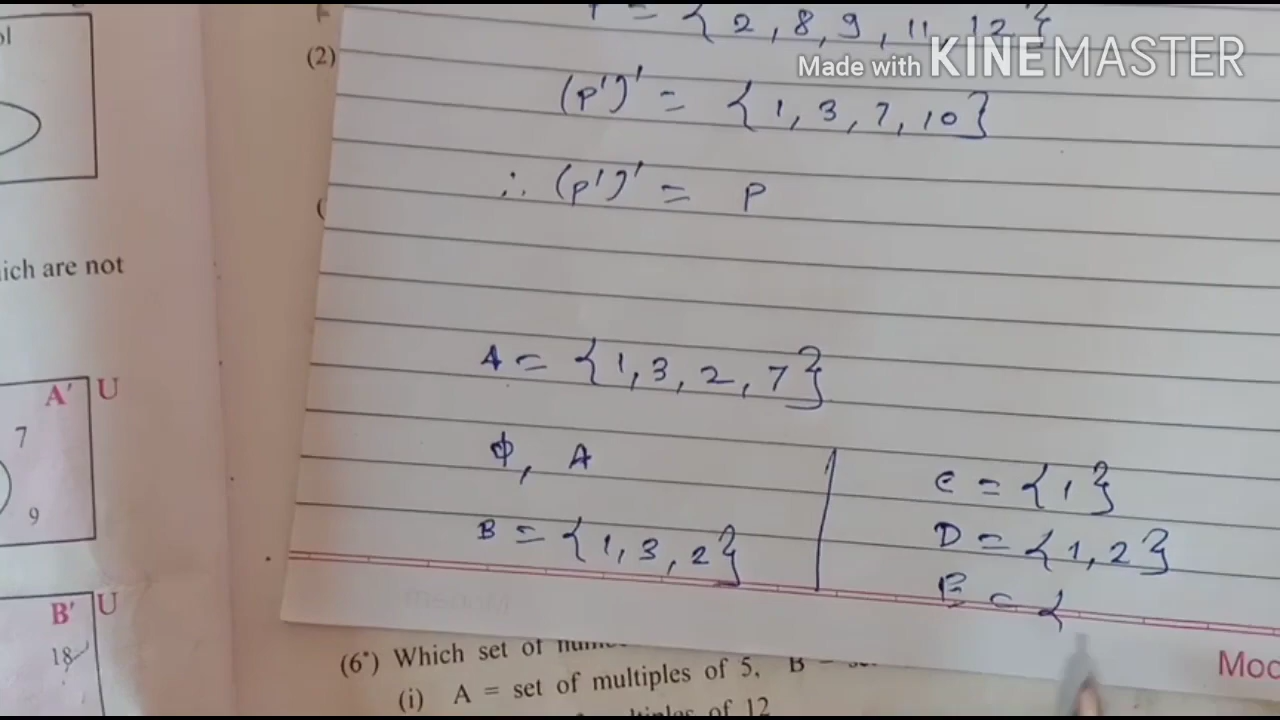 = { 2, 8, 9, 11, 12 }
Made with KINEMASTER
(2)
(P')' = { 1, 3, 7, 10 }
∴ (P')' = P
ich are not
A = { 1, 3, 2, 7 }
A' U
7
9
ϕ, A
B = { 1, 3, 2 }
C = { 1 }
D = { 1, 2 }
E = {
B' U
18
(6*) Which set of
(i) A = set of multiples of 5, B =
of 12